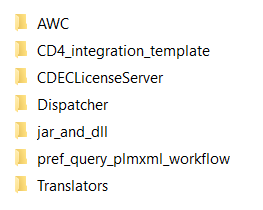 AWC
CD4_integration_template
CDECLicenseServer
Dispatcher
jar_and_dll
pref_query_plmxml_workflow
Translators